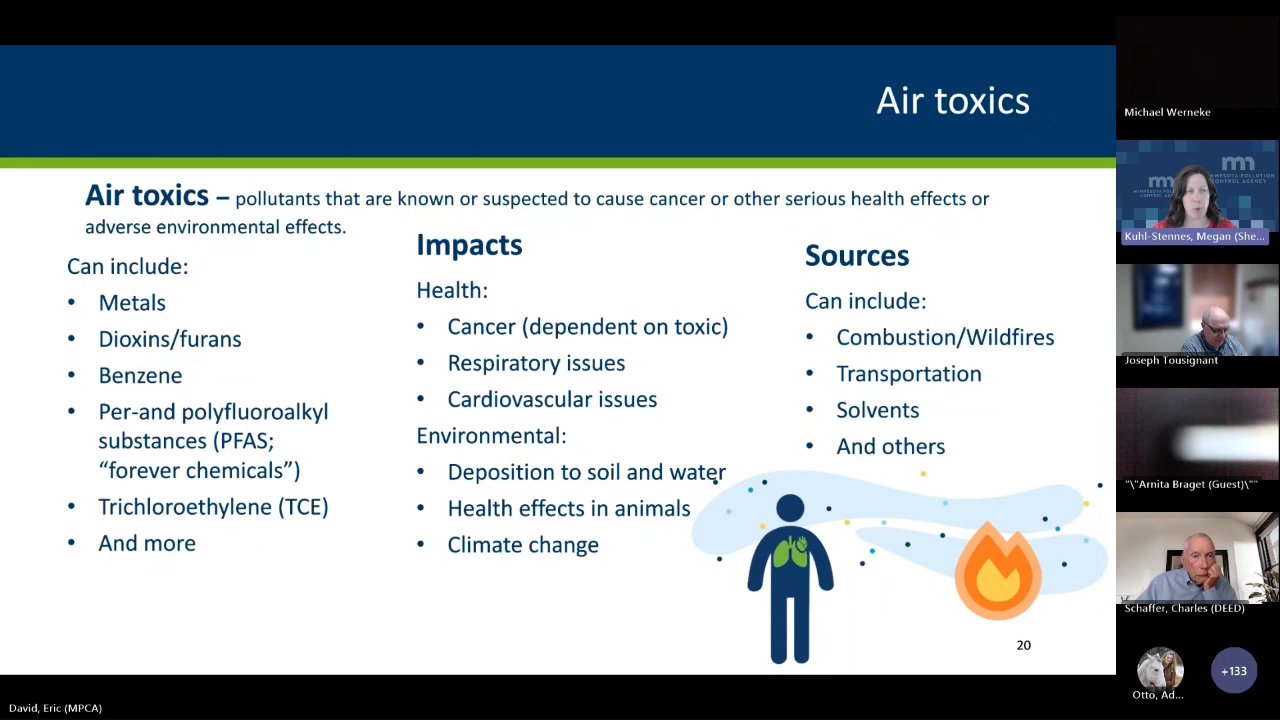 Air toxics
Air toxics – pollutants that are known or suspected to cause cancer or other serious health effects or
adverse environmental effects.
Can include:
• Metals
• Dioxins/furans
• Benzene
• Per-and polyfluoroalkyl
substances (PFAS;
“forever chemicals”)
• Trichloroethylene (TCE)
• And more
Impacts
Health:
• Cancer (dependent on toxic)
• Respiratory issues
• Cardiovascular issues
Environmental:
• Deposition to soil and water
• Health effects in animals
• Climate change
Sources
Can include:
• Combustion/Wildfires
• Transportation
• Solvents
• And others
20
David, Eric (MPCA)
Michael Werneke
Kuhl-Stennes, Megan (She...
Joseph Tousignant
"\"Arnita Braget (Guest)\""
Schaffer, Charles (DEED)
Otto, Ad...
+133